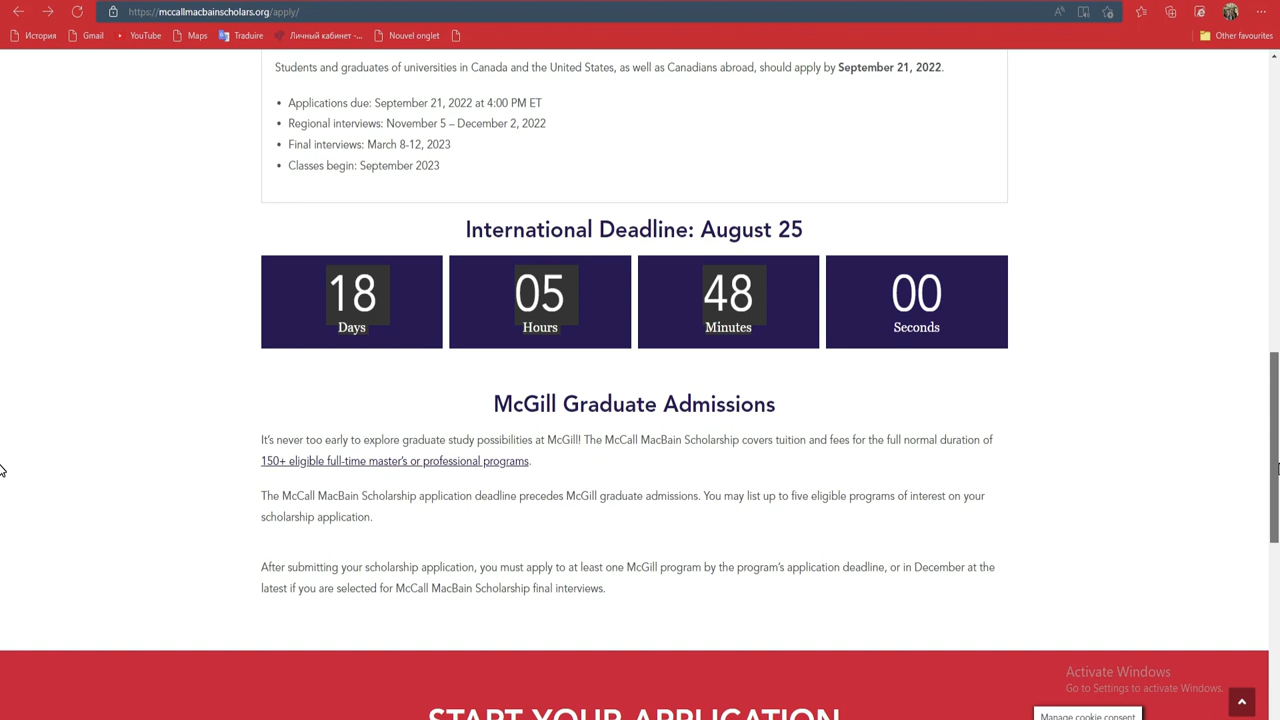 https://mccallmacbainscholars.org/apply/
История Gmail YouTube Maps Traduire Личный кабинет -... Nouvel onglet Other favourites
Students and graduates of universities in Canada and the United States, as well as Canadians abroad, should apply by September 21, 2022.
• Applications due: September 21, 2022 at 4:00 PM ET
• Regional interviews: November 5 – December 2, 2022
• Final interviews: March 8-12, 2023
• Classes begin: September 2023
International Deadline: August 25
18 05 48 00
Days Hours Minutes Seconds
McGill Graduate Admissions
It's never too early to explore graduate study possibilities at McGill! The McCall MacBain Scholarship covers tuition and fees for the full normal duration of
150+ eligible full-time master's or professional programs.
The McCall MacBain Scholarship application deadline precedes McGill graduate admissions. You may list up to five eligible programs of interest on your
scholarship application.
After submitting your scholarship application, you must apply to at least one McGill program by the program's application deadline, or in December at the
latest if you are selected for McCall MacBain Scholarship final interviews.
Activate Windows
Go to Settings to activate Windows.
START YOUR APPLICATION
Manage cookie consent